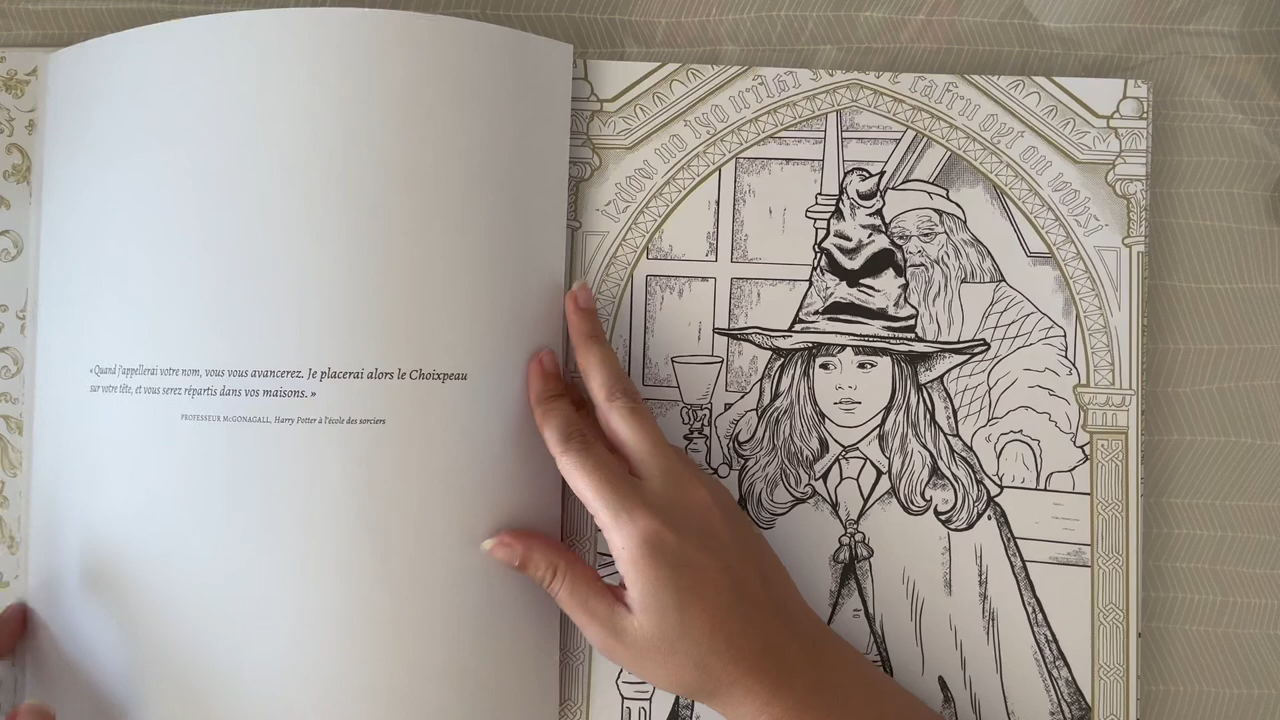 « Quand j'appellerai votre nom, vous vous avancerez. Je placerai alors le Choixpeau
sur votre tête, et vous serez répartis dans vos maisons. »
PROFESSEUR McGONAGALL, Harry Potter à l'école des sorciers